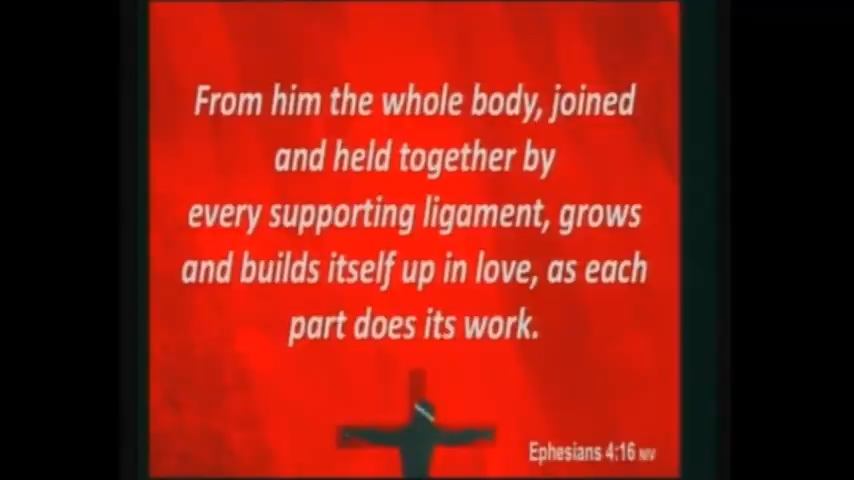 From him the whole body, joined
and held together by
every supporting ligament, grows
and builds itself up in love, as each
part does its work.
Ephesians 4:16 NIV